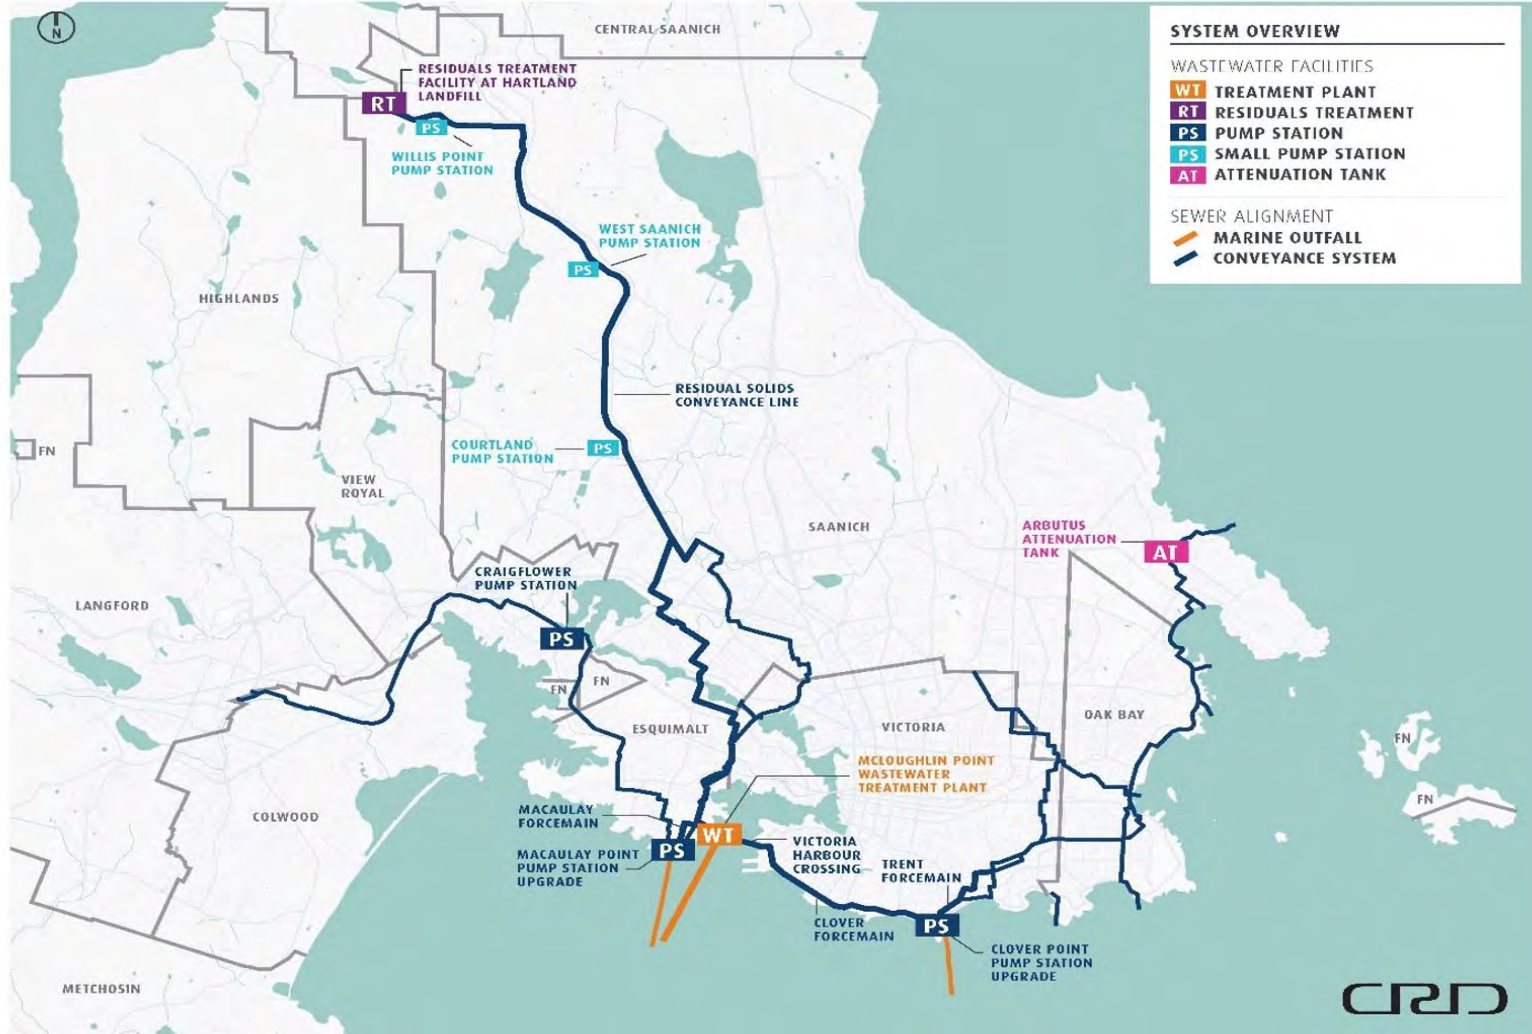 N
CENTRAL SAANICH
RESIDUALS TREATMENT
FACILITY AT HARTLAND
LANDFILL
RT
PS
WILLIS POINT
PUMP STATION
WEST SAANICH
PUMP STATION
PS
HIGHLANDS
RESIDUAL SOLIDS
CONVEYANCE LINE
COURTLAND
PUMP STATION
PS
FN
VIEW
ROYAL
SAANICH
ARBUTUS
ATTENUATION
TANK
AT
CRAIGFLOWER
PUMP STATION
PS
LANGFORD
FN
FN
ESQUIMALT
VICTORIA
OAK BAY
FN
FN
MCLOUGHLIN POINT
WASTEWATER
TREATMENT PLANT
COLWOOD
MACAULAY
FORCEMAIN
WT
PS
MACAULAY POINT
PUMP STATION
UPGRADE
VICTORIA
HARBOUR
CROSSING
TRENT
FORCEMAIN
CLOVER
FORCEMAIN
PS
CLOVER POINT
PUMP STATION
UPGRADE
METCHOSIN
SYSTEM OVERVIEW
WASTEWATER FACILITIES
WT TREATMENT PLANT
RT RESIDUALS TREATMENT
PS PUMP STATION
PS SMALL PUMP STATION
AT ATTENUATION TANK
SEWER ALIGNMENT
MARINE OUTFALL
CONVEYANCE SYSTEM
CRD